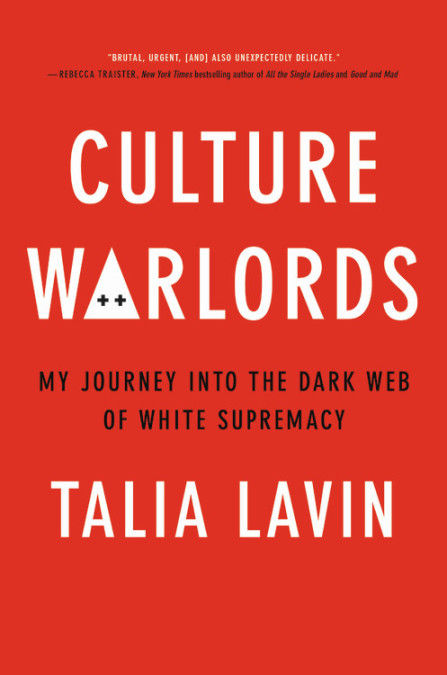 "BRUTAL, URGENT, [AND] ALSO UNEXPECTEDLY DELICATE."
— REBECCA TRAISTER, New York Times bestselling author of All the Single Ladies and Good and Mad
CULTURE
WARLORDS
MY JOURNEY INTO THE DARK WEB
OF WHITE SUPREMACY
TALIA LAVIN